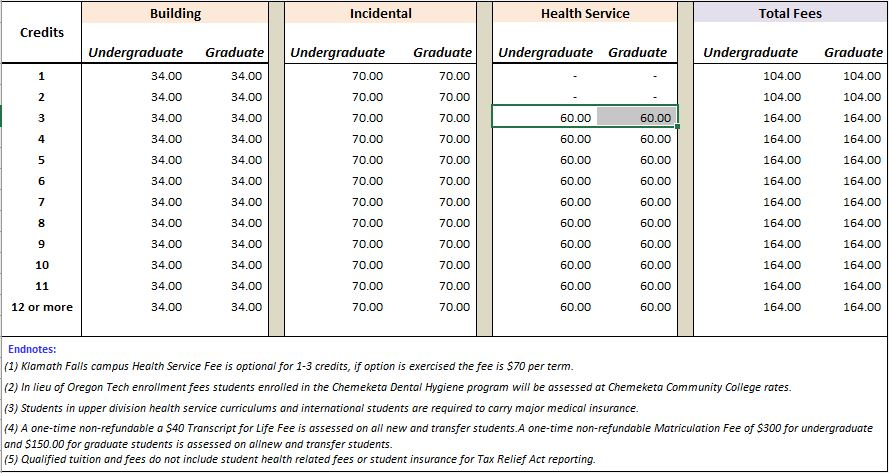 Building Incidental Health Service Total Fees
Credits
Undergraduate Graduate Undergraduate Graduate Undergraduate Graduate Undergraduate Graduate
1 34.00 34.00 70.00 70.00 - - 104.00 104.00
2 34.00 34.00 70.00 70.00 - - 104.00 104.00
3 34.00 34.00 70.00 70.00 60.00 60.00 164.00 164.00
4 34.00 34.00 70.00 70.00 60.00 60.00 164.00 164.00
5 34.00 34.00 70.00 70.00 60.00 60.00 164.00 164.00
6 34.00 34.00 70.00 70.00 60.00 60.00 164.00 164.00
7 34.00 34.00 70.00 70.00 60.00 60.00 164.00 164.00
8 34.00 34.00 70.00 70.00 60.00 60.00 164.00 164.00
9 34.00 34.00 70.00 70.00 60.00 60.00 164.00 164.00
10 34.00 34.00 70.00 70.00 60.00 60.00 164.00 164.00
11 34.00 34.00 70.00 70.00 60.00 60.00 164.00 164.00
12 or more 34.00 34.00 70.00 70.00 60.00 60.00 164.00 164.00
Endnotes:
(1) Klamath Falls campus Health Service Fee is optional for 1-3 credits, if option is exercised the fee is $70 per term.
(2) In lieu of Oregon Tech enrollment fees students enrolled in the Chemeketa Dental Hygiene program will be assessed at Chemeketa Community College rates.
(3) Students in upper division health service curriculums and international students are required to carry major medical insurance.
(4) A one-time non-refundable a $40 Transcript for Life Fee is assessed on all new and transfer students.A one-time non-refundable Matriculation Fee of $300 for undergraduate
and $150.00 for graduate students is assessed on allnew and transfer students.
(5) Qualified tuition and fees do not include student health related fees or student insurance for Tax Relief Act reporting.